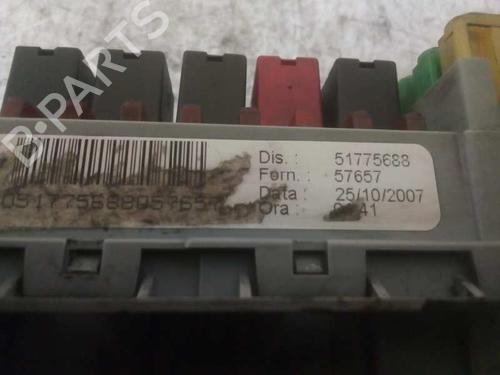 B-PARTS
Dis. : 51775688
Forn. : 57657
Data : 25/10/2007
Ora :